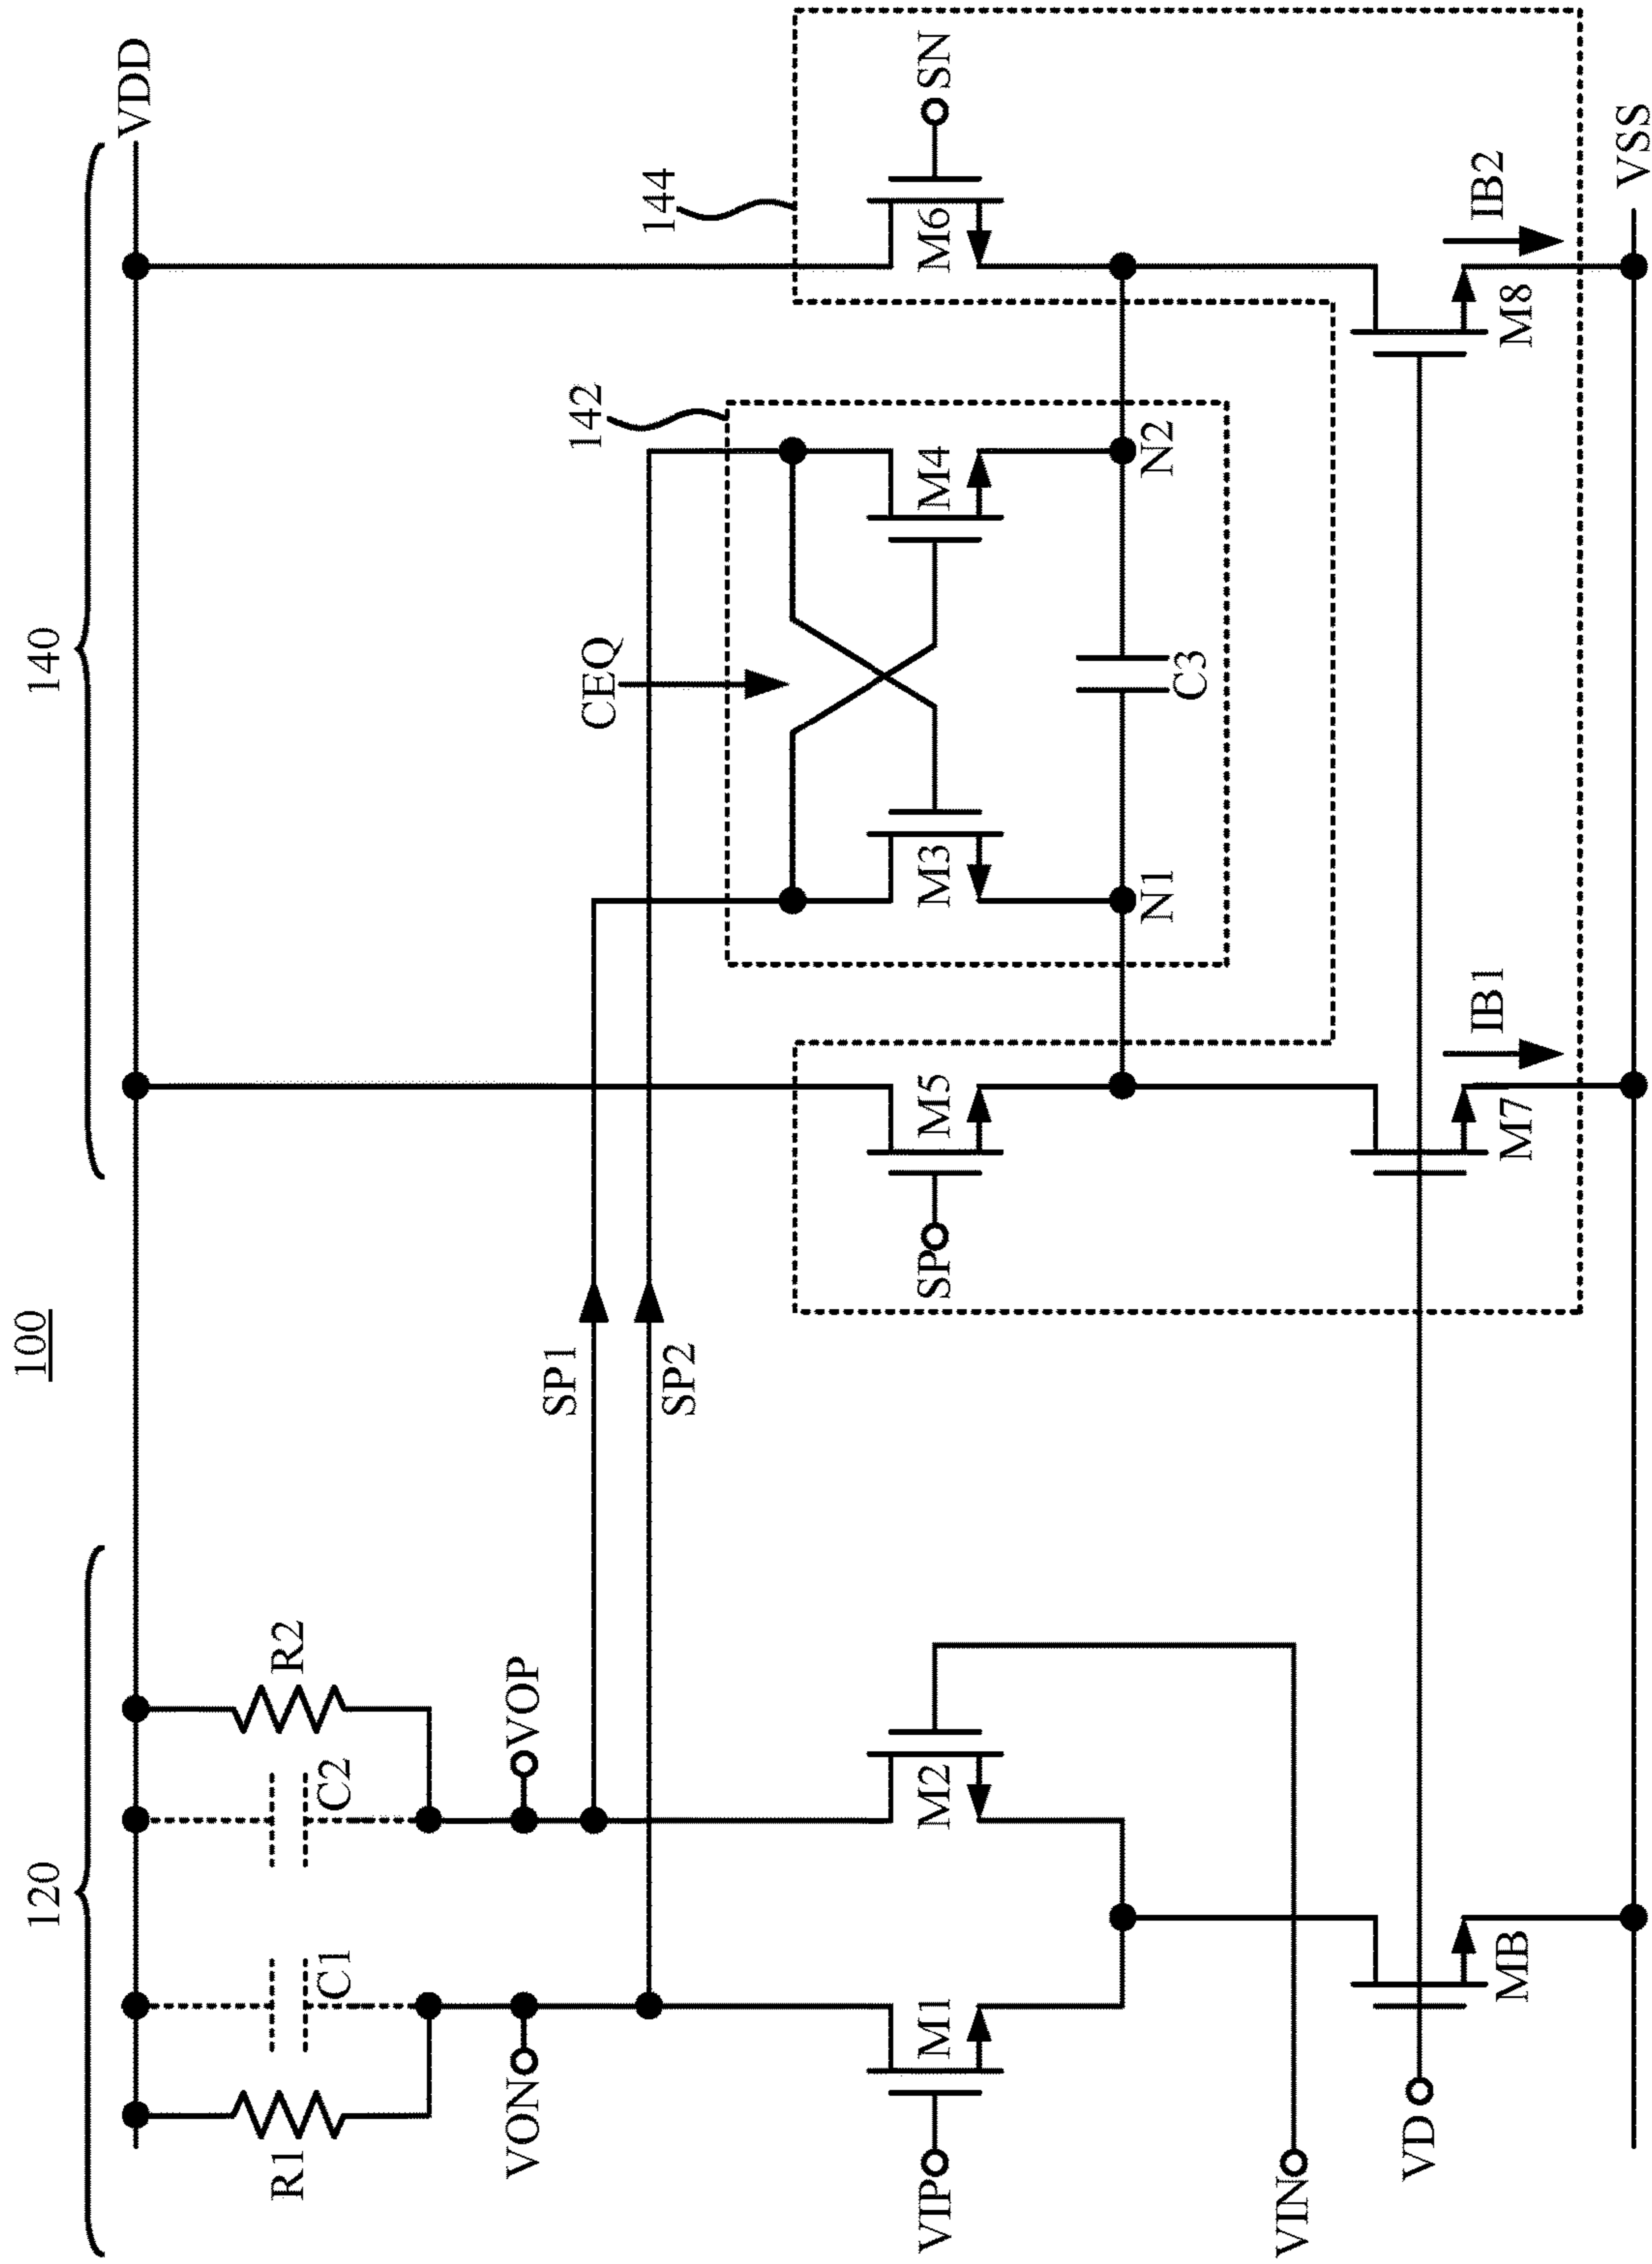 100
120
140
VDD
R1
C1
C2
R2
VON
VOP
SP1
SP2
CEQ
142
144
VIP
M1
M2
SP
M5
M3
M4
M6
SN
N1
C3
N2
VIN
VD
MB
M7
IB1
M8
IB2
VSS